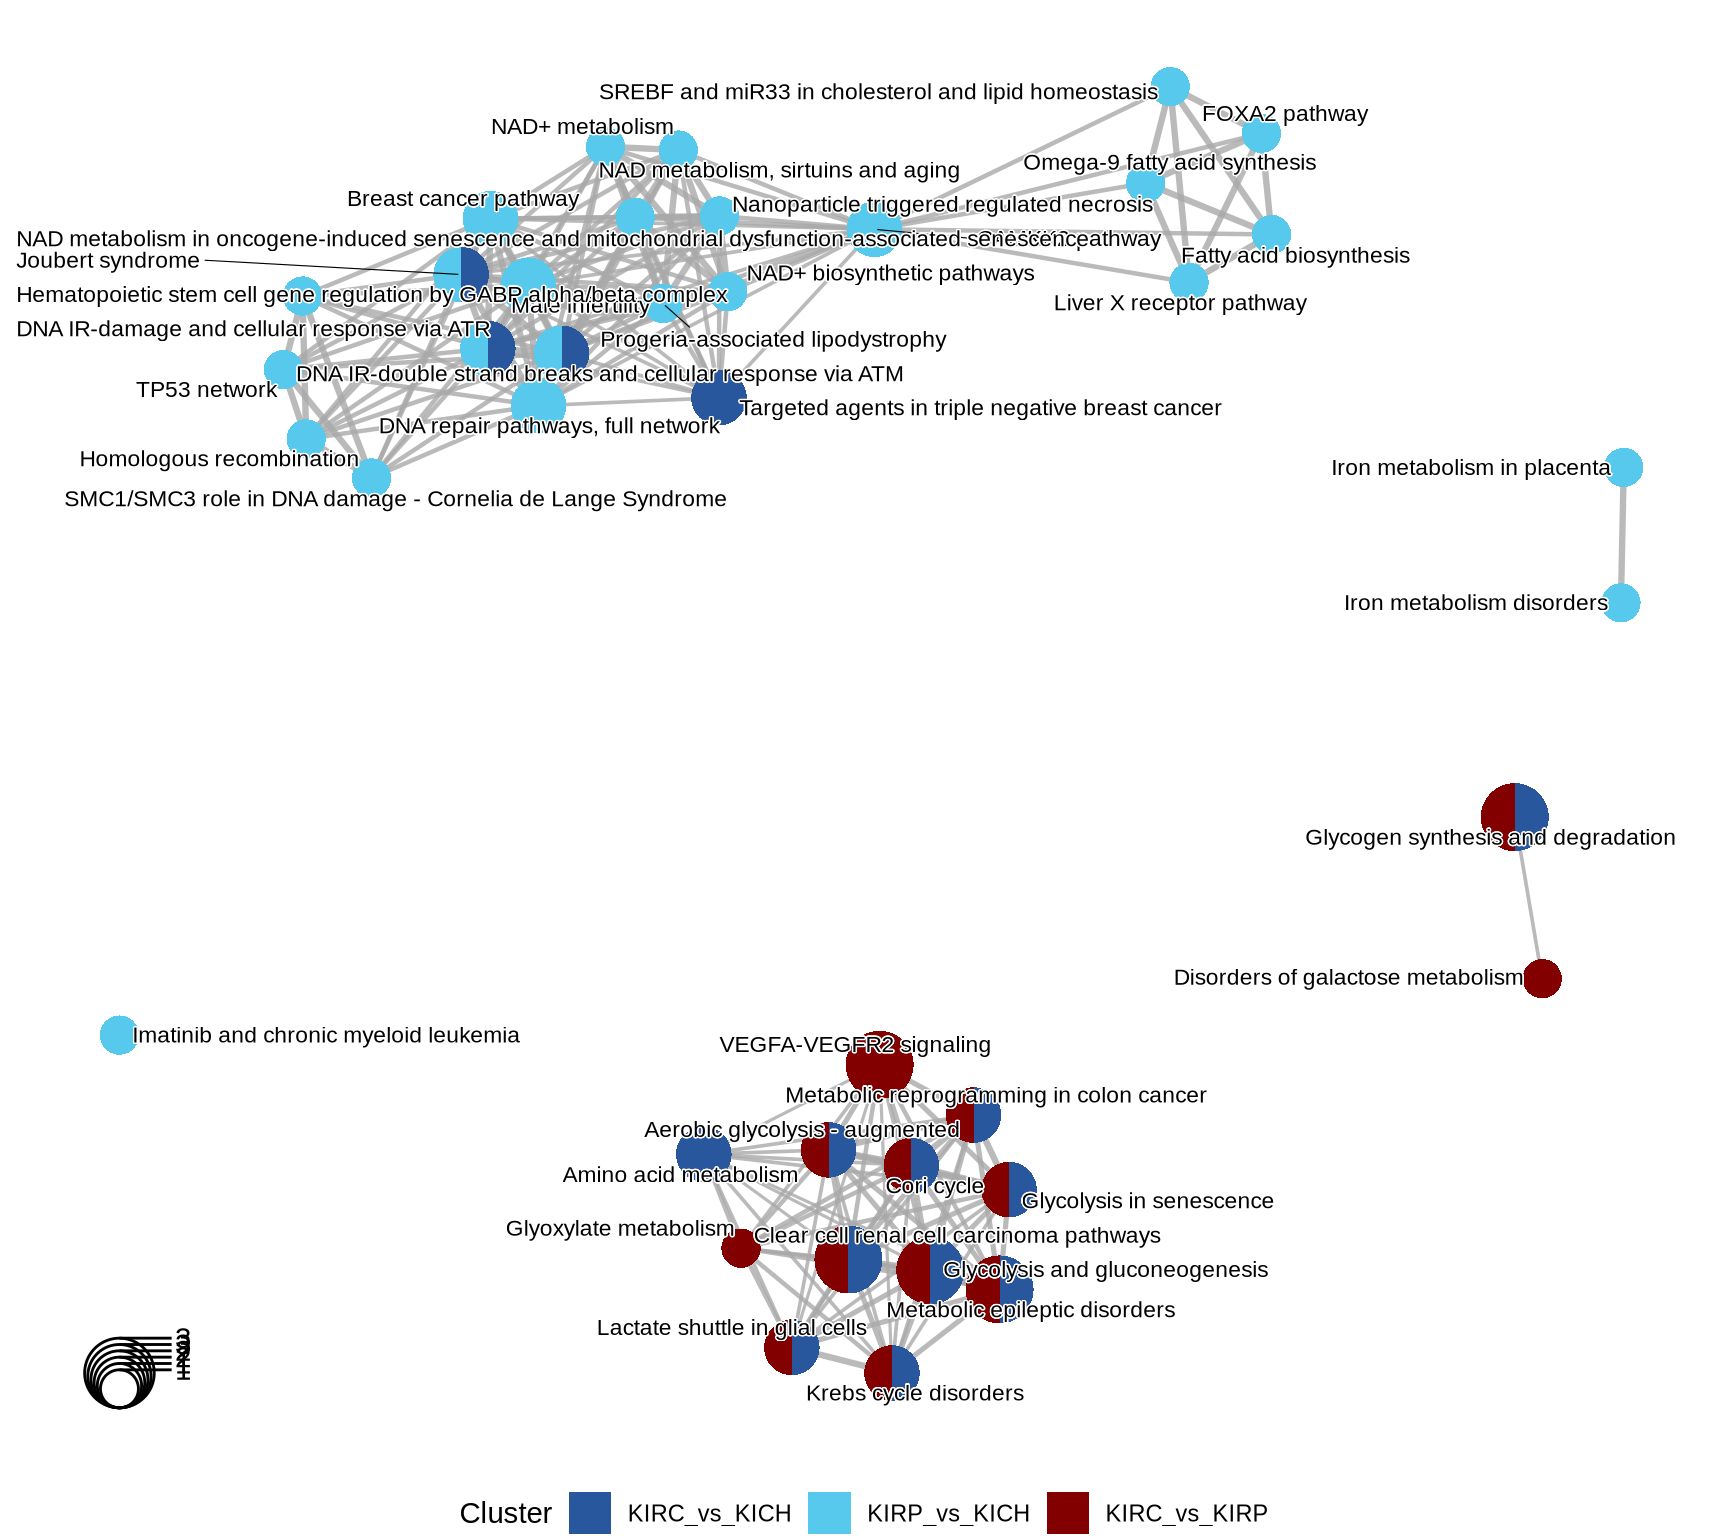 SREBF and miR33 in cholesterol and lipid homeostasis
FOXA2 pathway
NAD+ metabolism
Omega-9 fatty acid synthesis
NAD metabolism, sirtuins and aging
Breast cancer pathway
Nanoparticle triggered regulated necrosis
NAD metabolism in oncogene-induced senescence and mitochondrial dysfunction-associated senescence
pathway
Joubert syndrome
Fatty acid biosynthesis
NAD+ biosynthetic pathways
Hematopoietic stem cell gene regulation by GABP alpha/beta complex
Male infertility
Liver X receptor pathway
DNA IR-damage and cellular response via ATR
Progeria-associated lipodystrophy
DNA IR-double strand breaks and cellular response via ATM
TP53 network
Targeted agents in triple negative breast cancer
DNA repair pathways, full network
Homologous recombination
Iron metabolism in placenta
SMC1/SMC3 role in DNA damage - Cornelia de Lange Syndrome
Iron metabolism disorders
Glycogen synthesis and degradation
Disorders of galactose metabolism
Imatinib and chronic myeloid leukemia
VEGFA-VEGFR2 signaling
Metabolic reprogramming in colon cancer
Aerobic glycolysis - augmented
Amino acid metabolism
Cori cycle
Glycolysis in senescence
Glyoxylate metabolism
Clear cell renal cell carcinoma pathways
Glycolysis and gluconeogenesis
Metabolic epileptic disorders
Lactate shuttle in glial cells
Krebs cycle disorders
Cluster KIRC_vs_KICH KIRP_vs_KICH KIRC_vs_KIRP